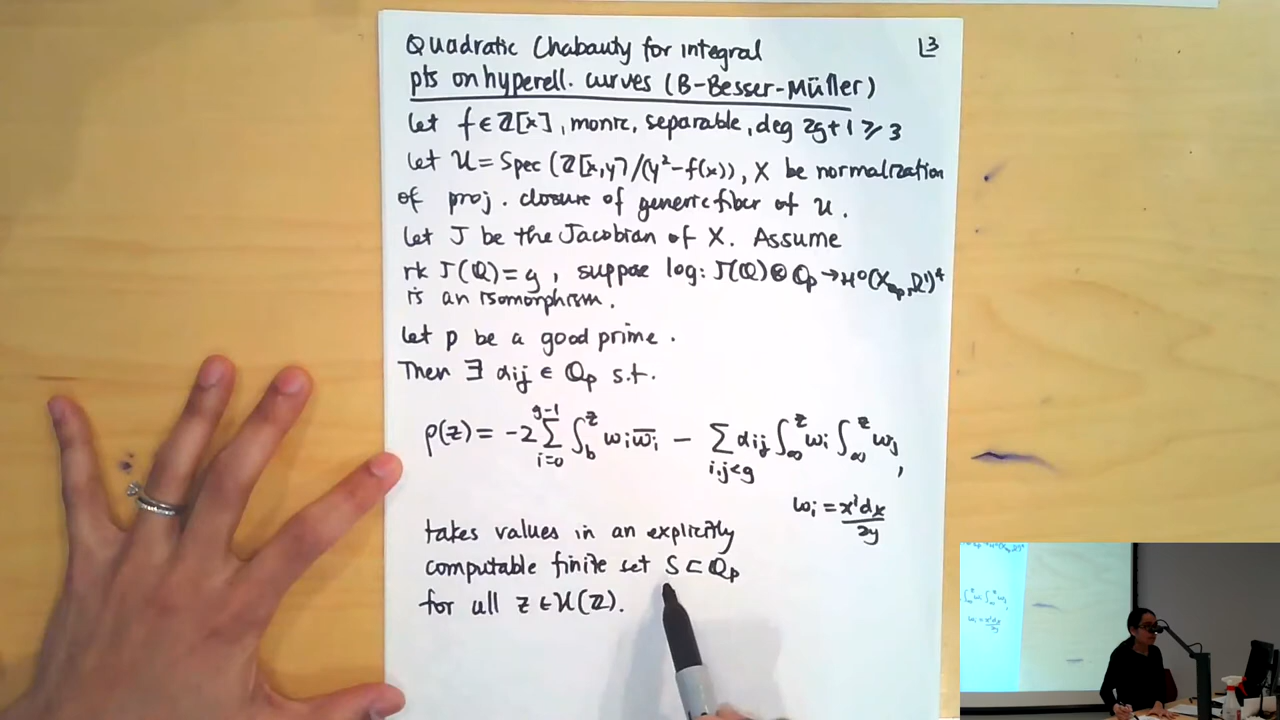 Quadratic Chabauty for integral L3
pts on hyperell. curves (B-Besser-Müller)
Let f ∈ ℤ[x], monic, separable, deg 2g+1 ≥ 3
Let 𝒰 = Spec (ℤ[x,y]/(y²-f(x))), X be normalization
of proj. closure of generic fiber of 𝒰.
Let J be the Jacobian of X. Assume
rk J(ℚ) = g, suppose log: J(ℚ)⊗ℚp → H⁰(X_ℚp, Ω¹)*
is an isomorphism.
Let p be a good prime.
Then ∃ αij ∈ ℚp s.t.
ρ(z) = -2 ∑_{i=0}^{g-1} ∫_b^z ωi ω̄i - ∑_{i,j<g} αij ∫_∞^z ωi ∫_∞^z ωj,
ωi = x^i dx / 2y
takes values in an explicitly
computable finite set S ⊂ ℚp
for all z ∈ 𝒰(ℤ).